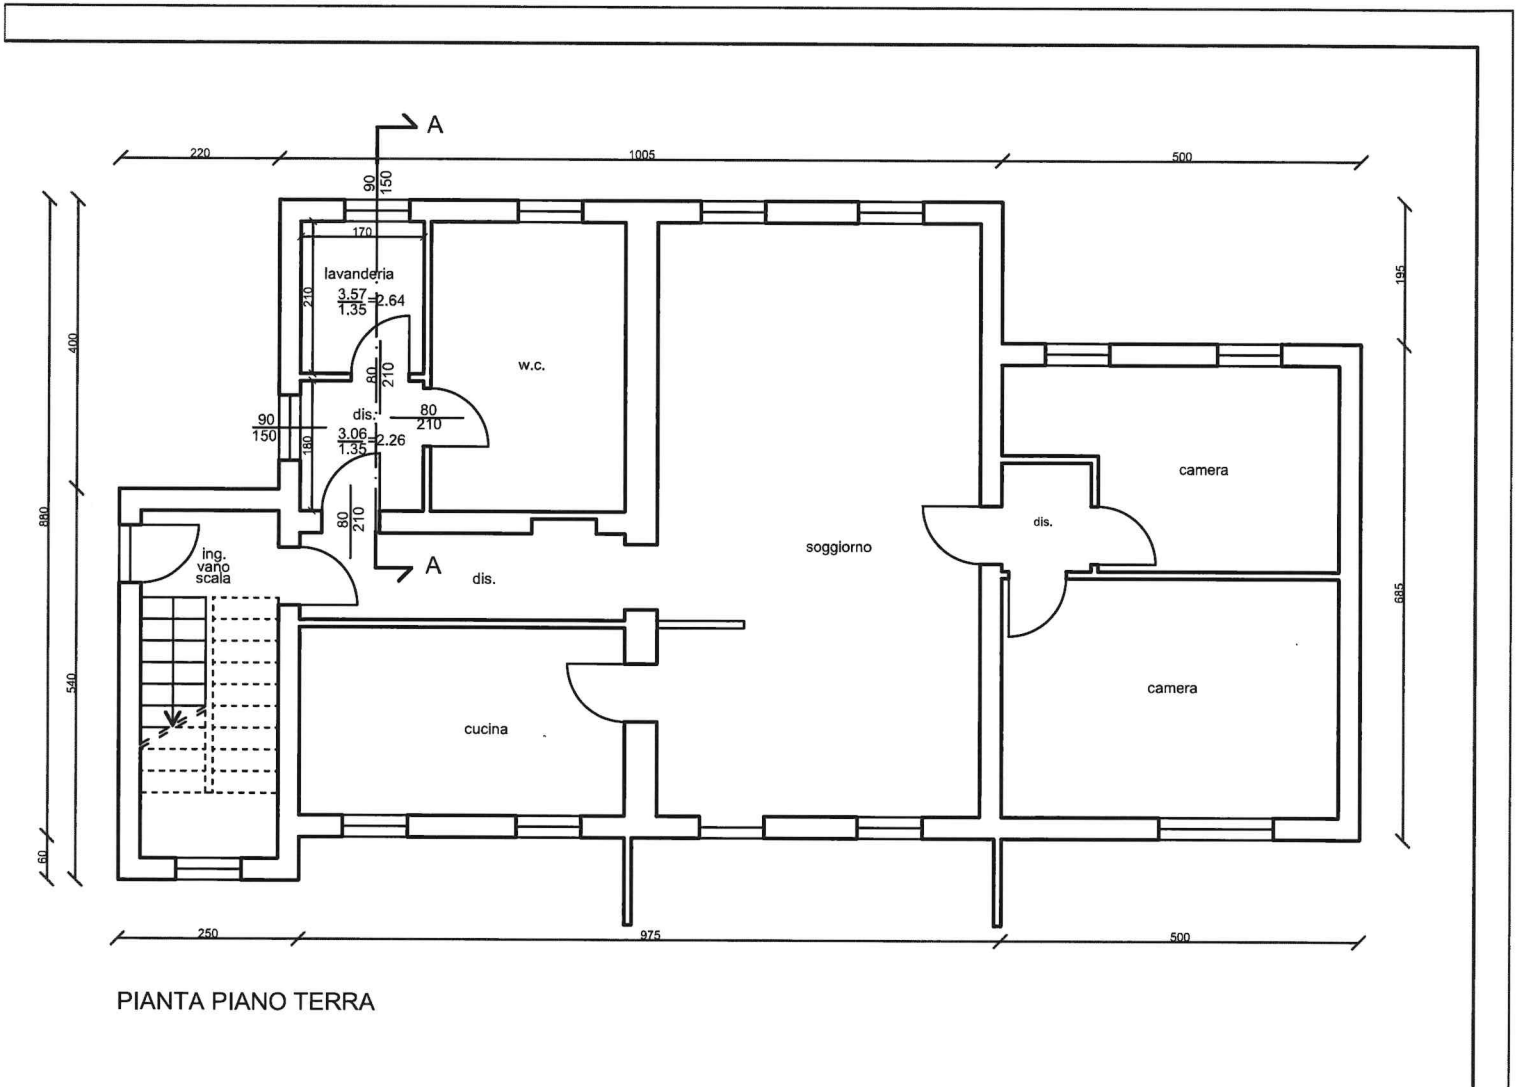 A
220
1005
500
90
150
170
lavanderia
210
3.57
1.35 =2.64
195
400
w.c.
80
210
dis.
80
210
90
150
3.06
1.35 =2.26
180
camera
880
80
210
ing.
vano
scala
A
dis.
soggiorno
dis.
685
540
cucina
camera
60
250
975
500
PIANTA PIANO TERRA